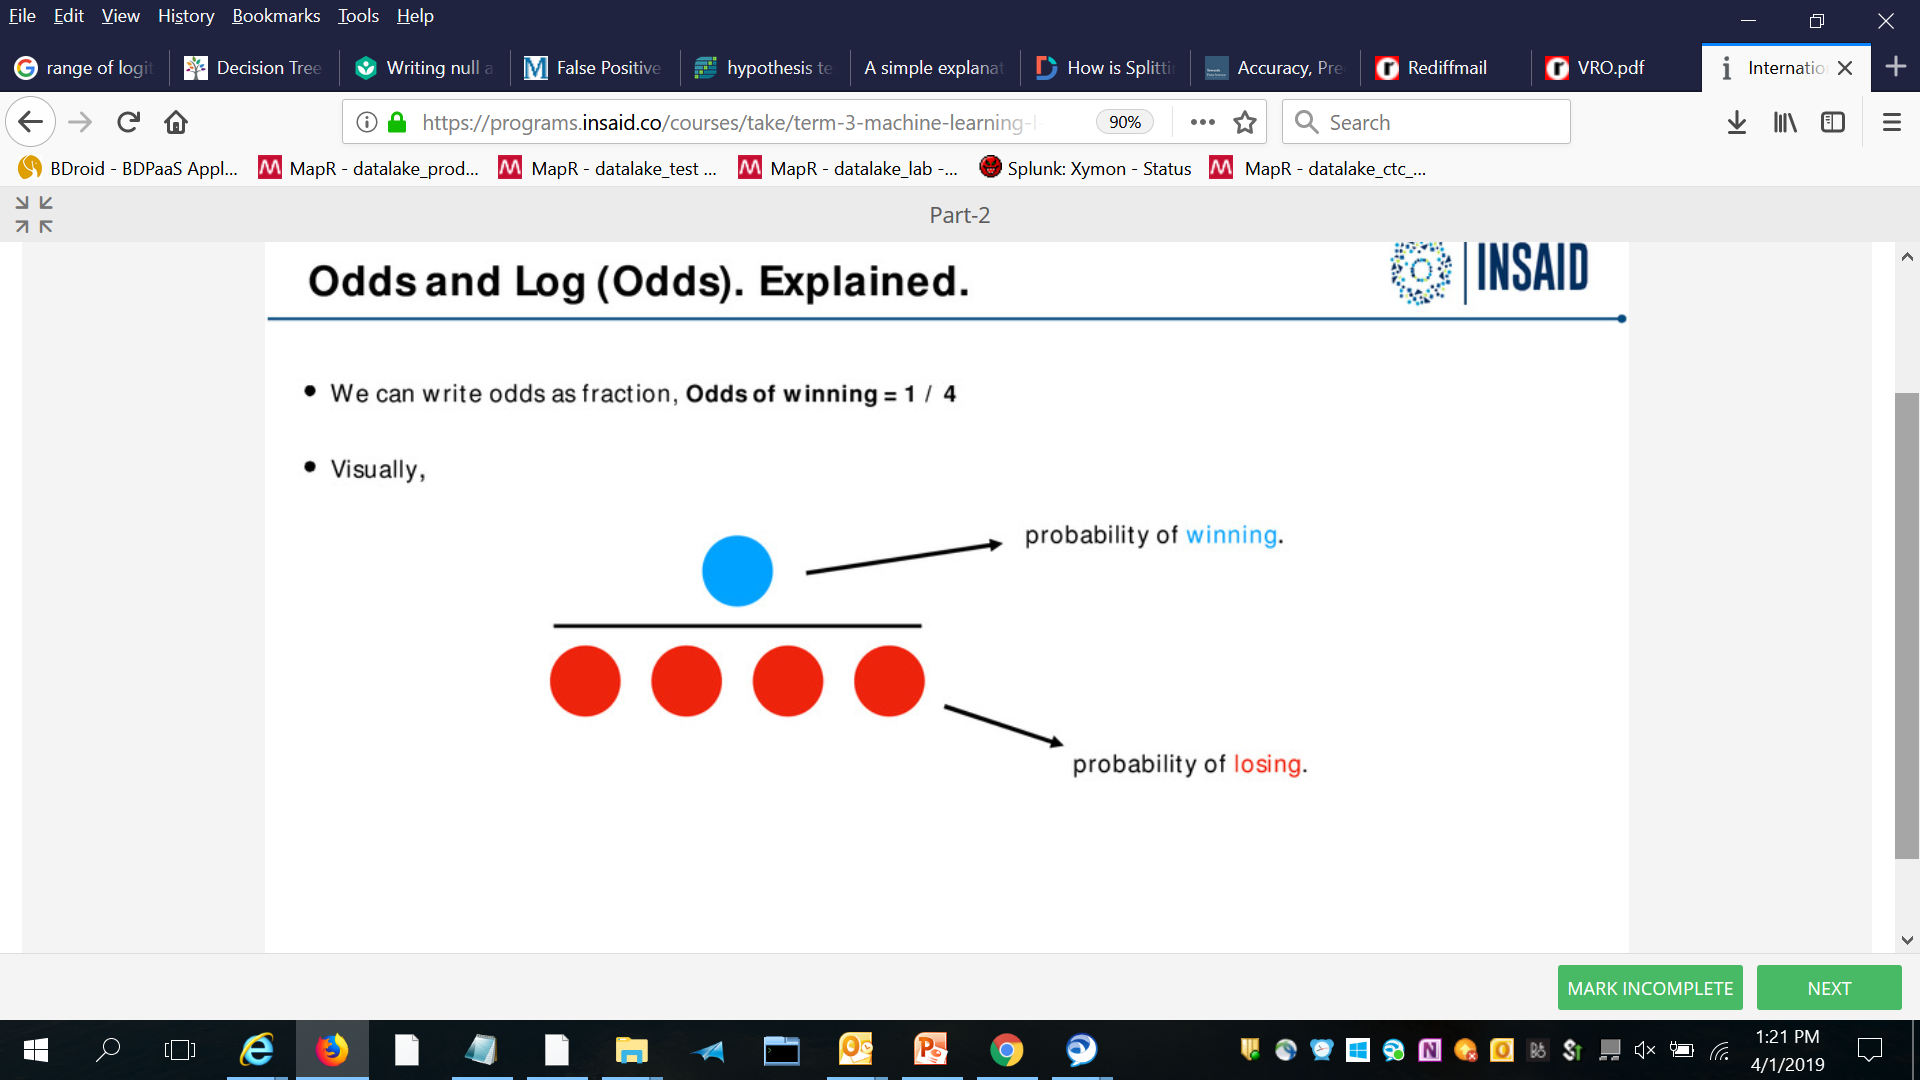 File Edit View History Bookmarks Tools Help
range of logit Decision Tree Writing null a False Positive hypothesis te A simple explanat How is Splitti Accuracy, Pre Rediffmail VRO.pdf Internatio
https://programs.insaid.co/courses/take/term-3-machine-learning-l 90% Search
BDroid - BDPaaS Appl... MapR - datalake_prod... MapR - datalake_test ... MapR - datalake_lab -... Splunk: Xymon - Status MapR - datalake_ctc_...
Part-2
Odds and Log (Odds). Explained.
INSAID
• We can write odds as fraction, Odds of winning = 1 / 4
• Visually,
probability of winning.
probability of losing.
MARK INCOMPLETE NEXT
1:21 PM
4/1/2019